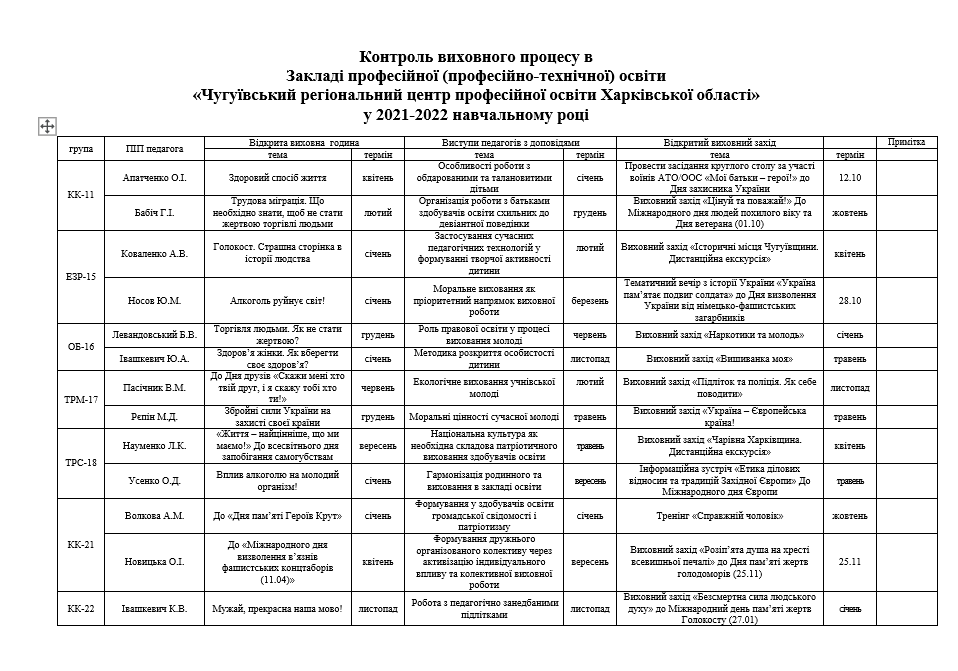 Контроль виховного процесу в
Закладі професійної (професійно-технічної) освіти
«Чугуївський регіональний центр професійної освіти Харківської області»
у 2021-2022 навчальному році
група ПІП педагога Відкрита виховна година Виступи педагогів з доповідями Відкритий виховний захід Примітка
тема термін тема термін тема термін
КК-11
Апатченко О.І.
Здоровий спосіб життя
квітень
Особливості роботи з
обдарованими та талановитими
дітьми
січень
Провести засідання круглого столу за участі
воїнів АТО/ООС «Мої батьки – герої!» до
Дня захисника України
12.10
Бабіч Г.І.
Трудова міграція. Що
необхідно знати, щоб не стати
жертвою торгівлі людьми
лютий
Організація роботи з батьками
здобувачів освіти схильних до
девіантної поведінки
грудень
Виховний захід «Цінуй та поважай!» До
Міжнародного дня людей похилого віку та
Дня ветерана (01.10)
жовтень
ЕЗР-15
Коваленко А.В.
Голокост. Страшна сторінка в
історії людства
січень
Застосування сучасних
педагогічних технологій у
формуванні творчої активності
дитини
лютий
Виховний захід «Історичні місця Чугуївщини.
Дистанційна екскурсія»
квітень
Носов Ю.М.
Алкоголь руйнує світ!
січень
Моральне виховання як
пріоритетний напрямок виховної
роботи
березень
Тематичний вечір з історії України «Україна
пам’ятає подвиг солдата» до Дня визволення
України від німецько-фашистських
загарбників
28.10
ОБ-16
Левандовський Б.В.
Торгівля людьми. Як не стати
жертвою?
грудень
Роль правової освіти у процесі
виховання молоді
червень
Виховний захід «Наркотики та молодь»
січень
Івашкевич Ю.А.
Здоров’я жінки. Як вберегти
своє здоров’я?
січень
Методика розкриття особистості
дитини
листопад
Виховний захід «Вишиванка моя»
травень
ТРМ-17
Пасічник В.М.
До Дня друзів «Скажи мені хто
твій друг, і я скажу тобі хто
ти!»
червень
Екологічне виховання учнівської
молоді
лютий
Виховний захід «Підліток та поліція. Як себе
поводити»
листопад
Рєпін М.Д.
Збройні сили України на
захисті своєї країни
грудень
Моральні цінності сучасної молоді
травень
Виховний захід «Україна – Європейська
країна!
травень
ТРС-18
Науменко Л.К.
«Життя – найцінніше, що ми
маємо!» До всесвітнього дня
запобігання самогубствам
вересень
Національна культура як
необхідна складова патріотичного
виховання здобувачів освіти
травень
Виховний захід «Чарівна Харківщина.
Дистанційна екскурсія»
квітень
Усенко О.Д.
Вплив алкоголю на молодий
організм!
січень
Гармонізація родинного та
виховання в закладі освіти
вересень
Інформаційна зустріч «Етика ділових
відносин та традицій Західної Європи» До
Міжнародного дня Європи
травень
КК-21
Волкова А.М.
До «Дня пам’яті Героїв Крут»
січень
Формування у здобувачів освіти
громадської свідомості і
патріотизму
січень
Тренінг «Справжній чоловік»
жовтень
Новицька О.І.
До «Міжнародного дня
визволення в’язнів
фашистських концтаборів
(11.04)»
квітень
Формування дружнього
організованого колективу через
активізацію індивідуального
впливу та колективної виховної
роботи
вересень
Виховний захід «Розіп’ята душа на хресті
всевишньої печалі» до Дня пам’яті жертв
голодоморів (25.11)
25.11
КК-22
Івашкевич К.В.
Мужай, прекрасна наша мово!
листопад
Робота з педагогічно занедбаними
підлітками
листопад
Виховний захід «Безсмертна сила людського
духу» до Міжнародний день пам’яті жертв
Голокосту (27.01)
січень